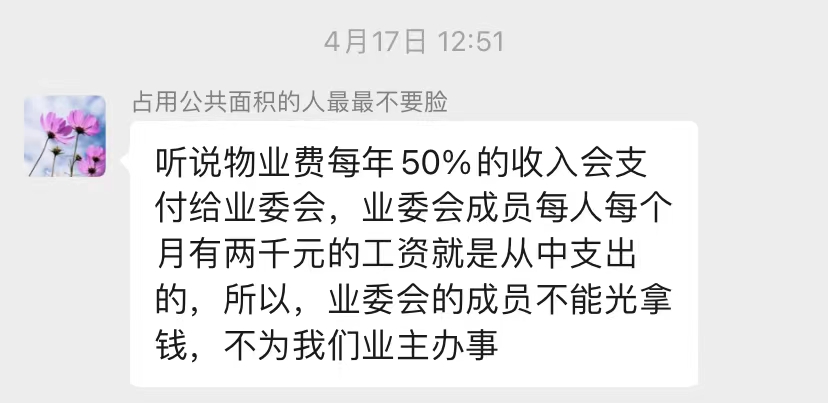 4月17日 12:51
占用公共面积的人最最不要脸
听说物业费每年50%的收入会支
付给业委会，业委会成员每人每个
月有两千元的工资就是从中支出
的，所以，业委会的成员不能光拿
钱，不为我们业主办事